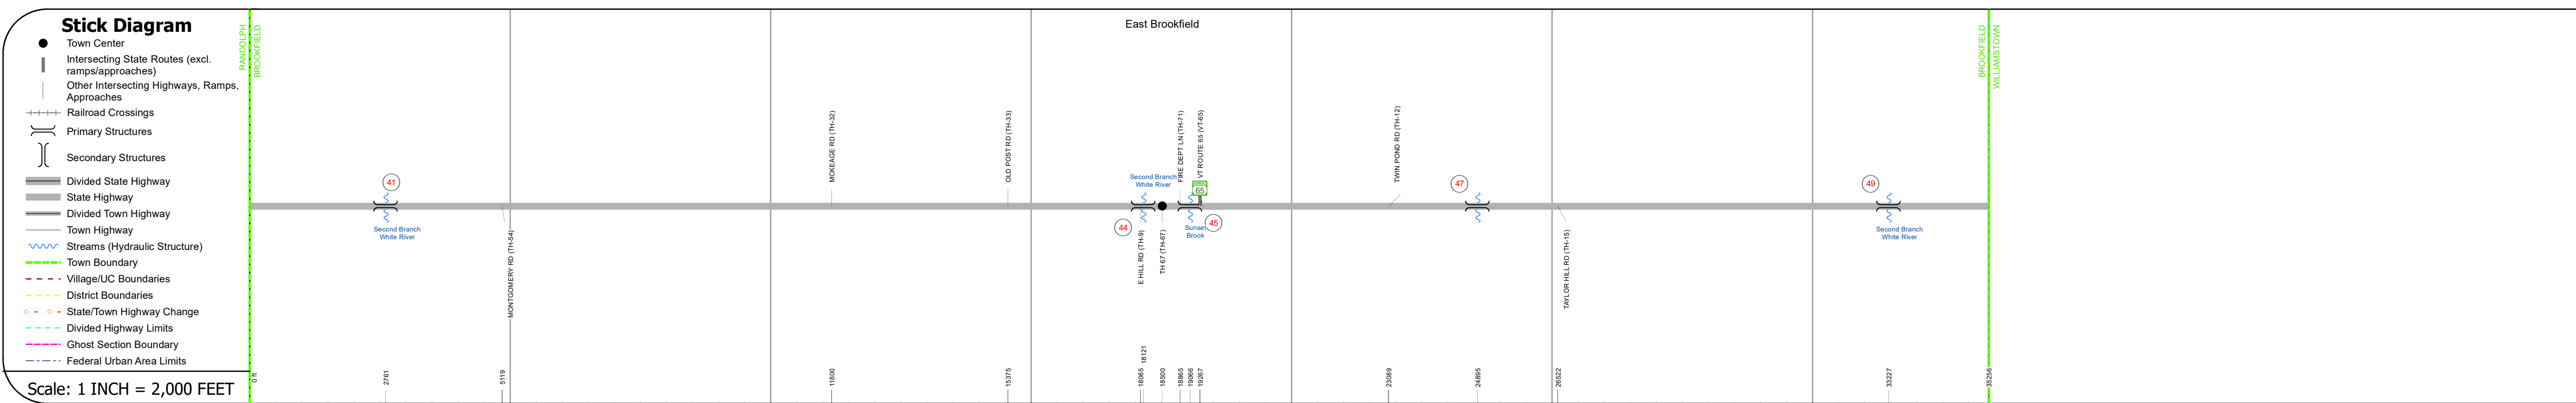 Stick Diagram
Town Center
Intersecting State Routes (excl.
ramps/approaches)
Other Intersecting Highways, Ramps,
Approaches
Railroad Crossings
Primary Structures
Secondary Structures
Divided State Highway
State Highway
Divided Town Highway
Town Highway
Streams (Hydraulic Structure)
Town Boundary
Village/UC Boundaries
District Boundaries
State/Town Highway Change
Divided Highway Limits
Ghost Section Boundary
Federal Urban Area Limits
Scale: 1 INCH = 2,000 FEET
RANDOLPH
BROOKFIELD
East Brookfield
BROOKFIELD
WILLIAMSTOWN
41
Second Branch
White River
MONTGOMERY RD (TH-54)
MCKEAGE RD (TH-32)
OLD POST RD (TH-33)
Second Branch
White River
44
E HILL RD (TH-9)
TH 67 (TH-67)
FIRE DEPT LN (TH-71)
VT ROUTE 65 (VT-65)
65
45
Sunset
Brook
TWIN POND RD (TH-12)
47
TAYLOR HILL RD (TH-15)
49
Second Branch
White River
0 ft
2761
5119
11800
15375
18065
18121
18500
18865
19066
19267
23089
24895
26522
33227
35256